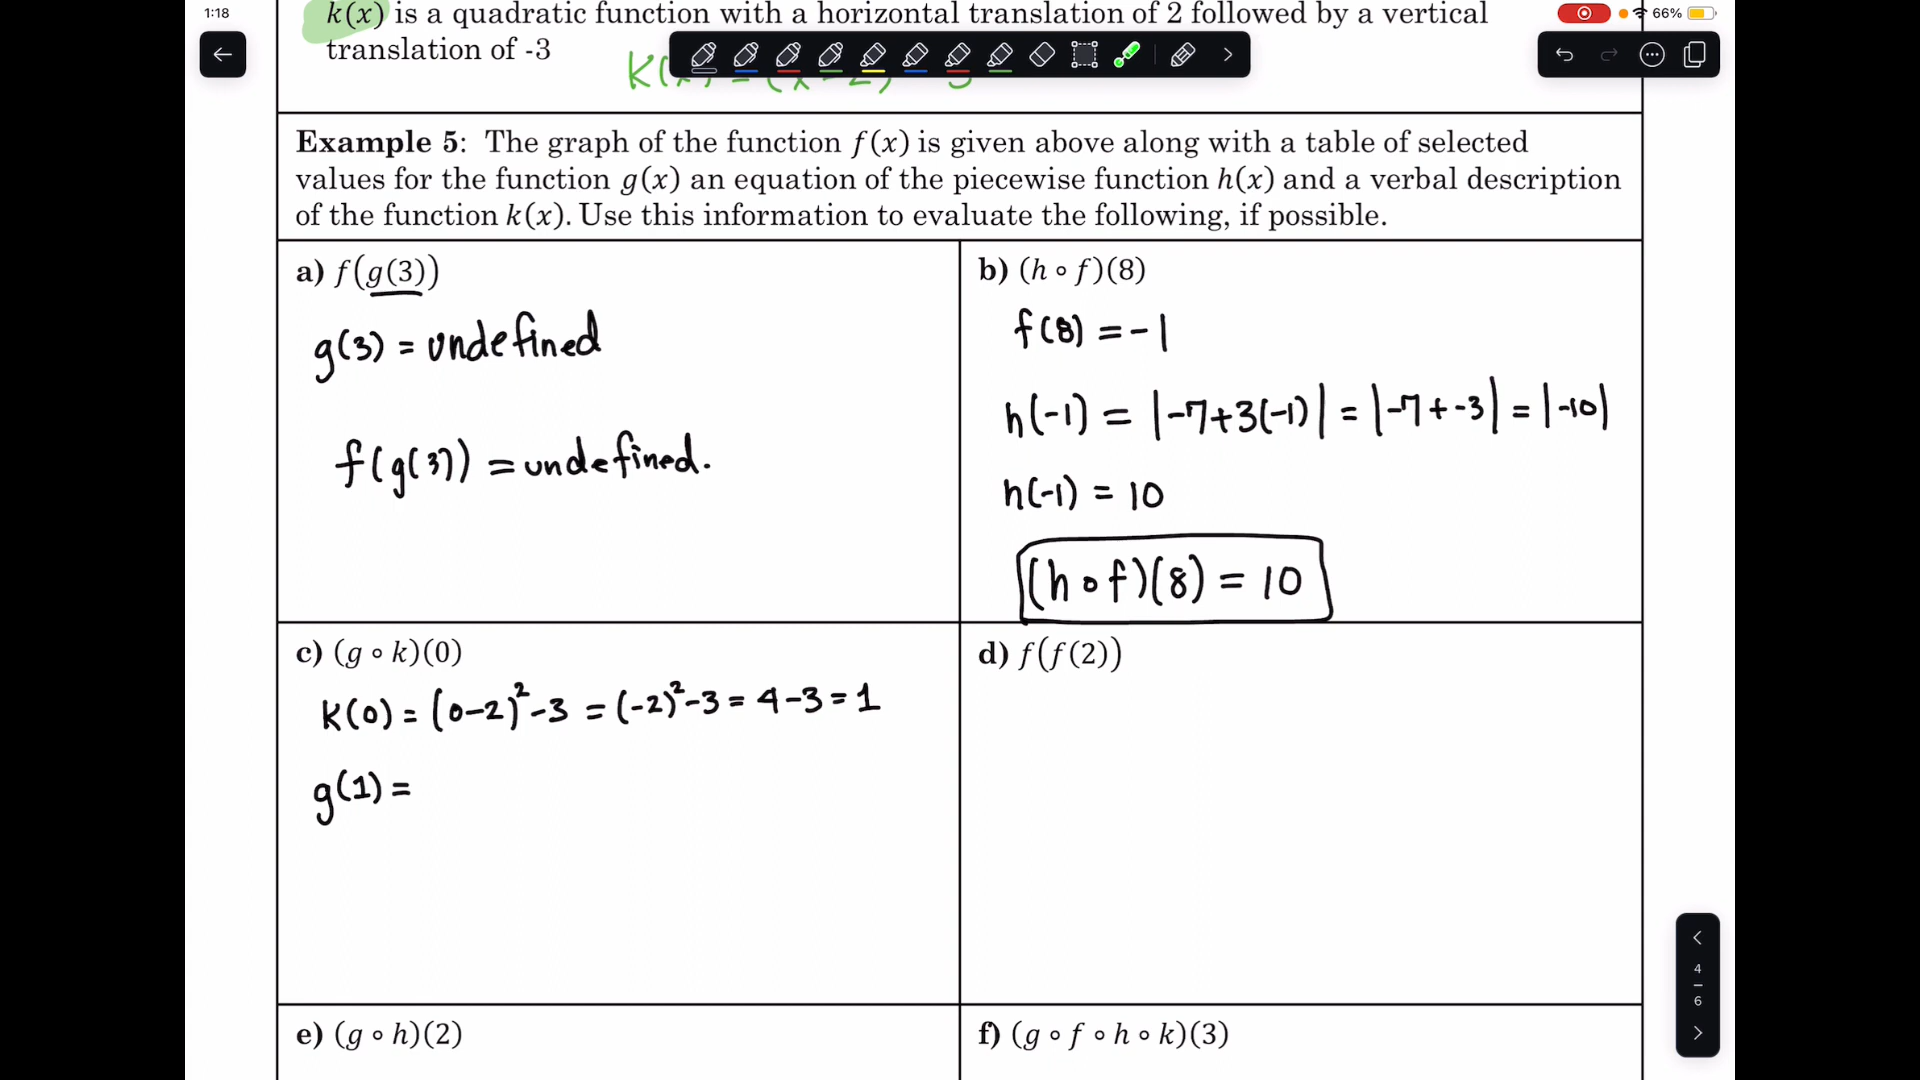 1:18
66%
k(x) is a quadratic function with a horizontal translation of 2 followed by a vertical
translation of -3
Example 5: The graph of the function f(x) is given above along with a table of selected
values for the function g(x) an equation of the piecewise function h(x) and a verbal description
of the function k(x). Use this information to evaluate the following, if possible.
a) f(g(3))
g(3) = undefined
f(g(3)) = undefined.
b) (h ∘ f)(8)
f(8) = -1
h(-1) = |-7+3(-1)| = |-7+-3| = |-10|
h(-1) = 10
(h∘f)(8) = 10
c) (g ∘ k)(0)
k(0) = (0-2)²-3 = (-2)²-3 = 4-3 = 1
g(1) =
d) f(f(2))
e) (g ∘ h)(2)
f) (g ∘ f ∘ h ∘ k)(3)
4
6